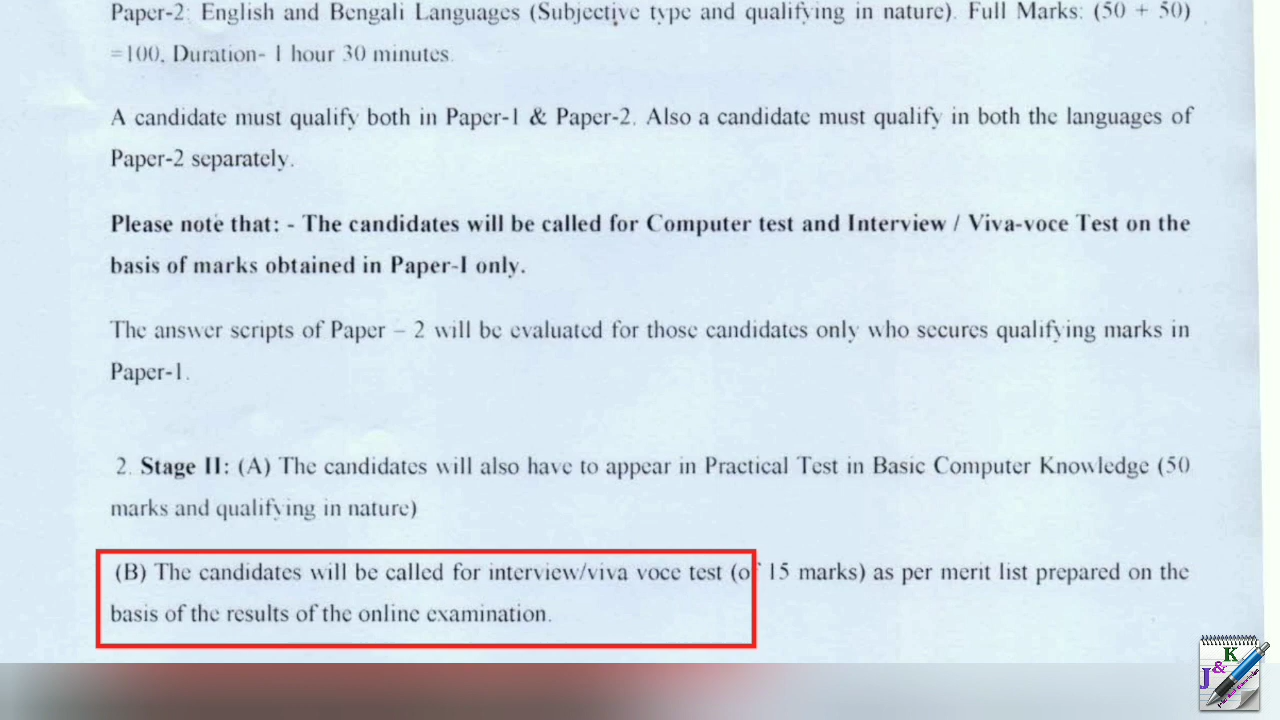 Paper-2: English and Bengali Languages (Subjective type and qualifying in nature). Full Marks: (50 + 50)
=100, Duration- 1 hour 30 minutes.
A candidate must qualify both in Paper-1 & Paper-2. Also a candidate must qualify in both the languages of
Paper-2 separately.
Please note that: - The candidates will be called for Computer test and Interview / Viva-voce Test on the
basis of marks obtained in Paper-I only.
The answer scripts of Paper – 2 will be evaluated for those candidates only who secures qualifying marks in
Paper-1.
2. Stage II: (A) The candidates will also have to appear in Practical Test in Basic Computer Knowledge (50
marks and qualifying in nature)
(B) The candidates will be called for interview/viva voce test (of 15 marks) as per merit list prepared on the
basis of the results of the online examination.
J&K